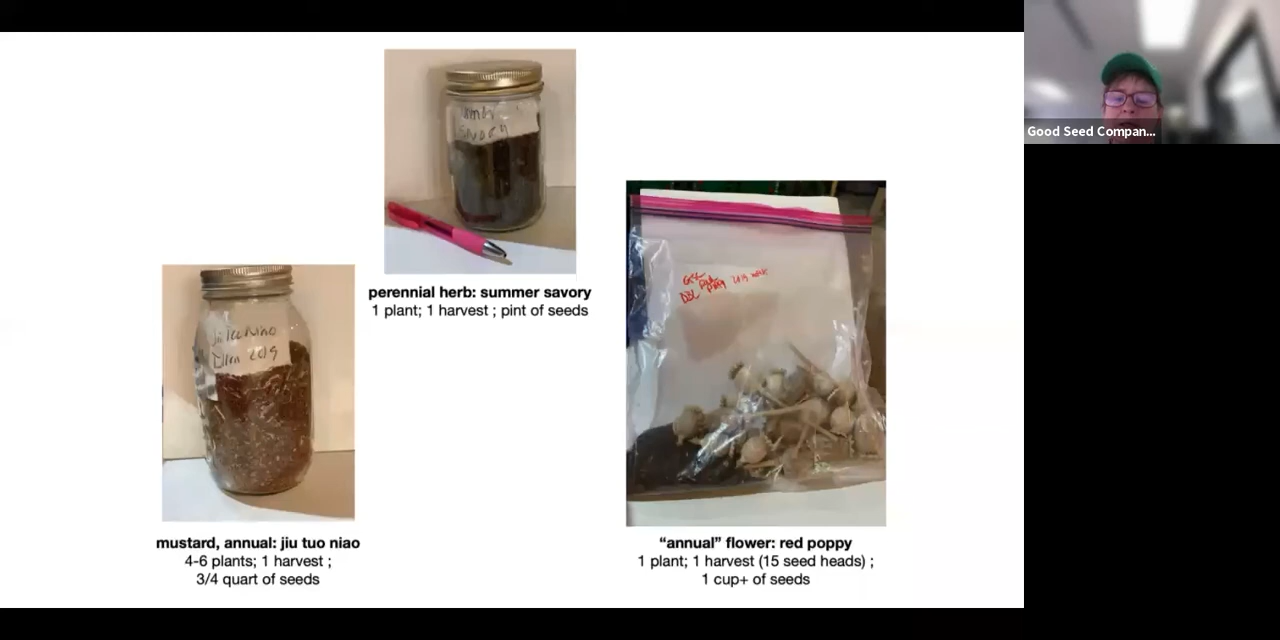 Good Seed Compan...
Savory
perennial herb: summer savory
1 plant; 1 harvest ; pint of seeds
2019
mustard, annual: jiu tuo niao
4-6 plants; 1 harvest ;
3/4 quart of seeds
“annual” flower: red poppy
1 plant; 1 harvest (15 seed heads) ;
1 cup+ of seeds